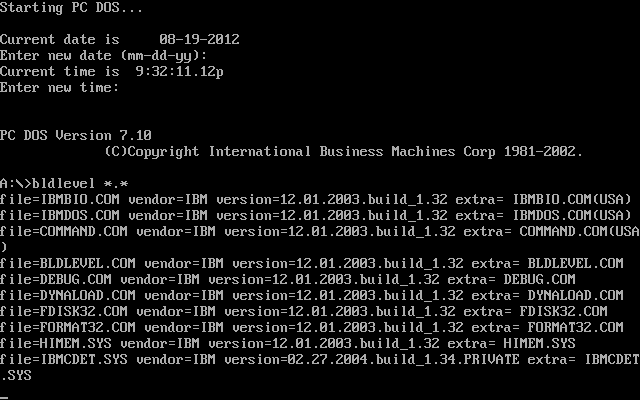 Starting PC DOS...
Current date is     08-19-2012
Enter new date (mm-dd-yy):
Current time is  9:32:11.12p
Enter new time:
PC DOS Version 7.10
(C)Copyright International Business Machines Corp 1981-2002.
A:\>bldlevel *.*
file=IBMBIO.COM vendor=IBM version=12.01.2003.build_1.32 extra= IBMBIO.COM(USA)
file=IBMDOS.COM vendor=IBM version=12.01.2003.build_1.32 extra= IBMDOS.COM(USA)
file=COMMAND.COM vendor=IBM version=12.01.2003.build_1.32 extra= COMMAND.COM(USA
)
file=BLDLEVEL.COM vendor=IBM version=12.01.2003.build_1.32 extra= BLDLEVEL.COM
file=DEBUG.COM vendor=IBM version=12.01.2003.build_1.32 extra= DEBUG.COM
file=DYNALOAD.COM vendor=IBM version=12.01.2003.build_1.32 extra= DYNALOAD.COM
file=FDISK32.COM vendor=IBM version=12.01.2003.build_1.32 extra= FDISK32.COM
file=FORMAT32.COM vendor=IBM version=12.01.2003.build_1.32 extra= FORMAT32.COM
file=HIMEM.SYS vendor=IBM version=12.01.2003.build_1.32 extra= HIMEM.SYS
file=IBMCDET.SYS vendor=IBM version=02.27.2004.build_1.34.PRIVATE extra= IBMCDET
.SYS
_